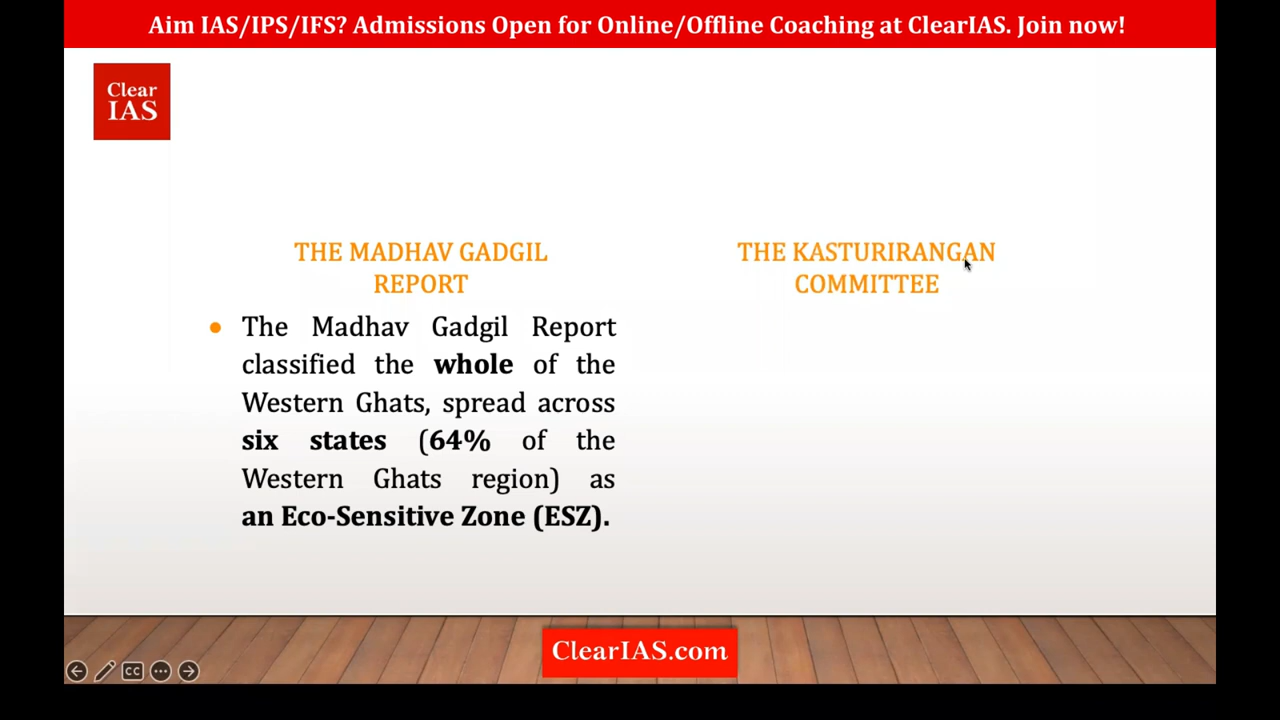 Aim IAS/IPS/IFS? Admissions Open for Online/Offline Coaching at ClearIAS. Join now!
Clear
IAS
THE MADHAV GADGIL
REPORT
• The Madhav Gadgil Report
classified the whole of the
Western Ghats, spread across
six states (64% of the
Western Ghats region) as
an Eco-Sensitive Zone (ESZ).
THE KASTURIRANGAN
COMMITTEE
ClearIAS.com
CC